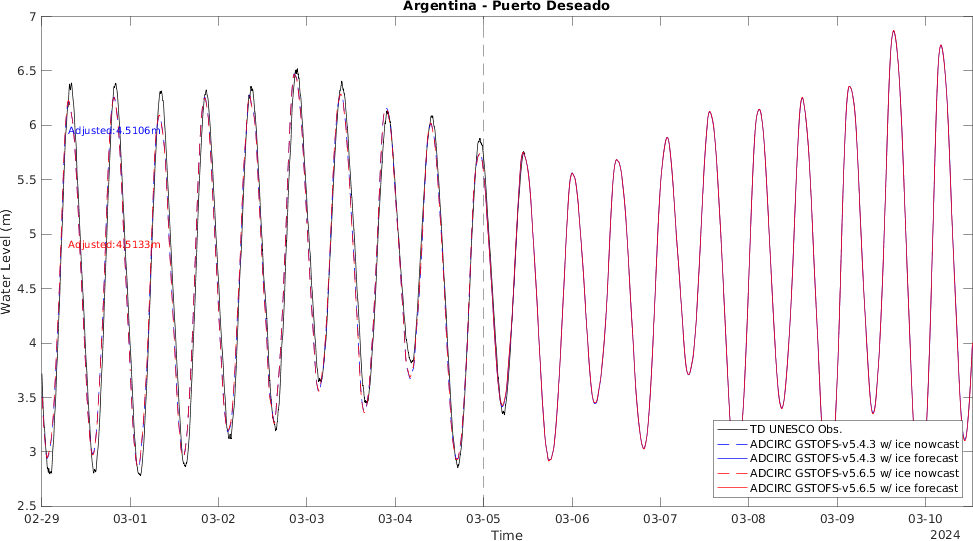 Argentina - Puerto Deseado
Water Level (m)
7
6.5
6
5.5
5
4.5
4
3.5
3
2.5
Adjusted:4.5106m
Adjusted:4.5133m
TD UNESCO Obs.
ADCIRC GSTOFS-v5.4.3 w/ ice nowcast
ADCIRC GSTOFS-v5.4.3 w/ ice forecast
ADCIRC GSTOFS-v5.6.5 w/ ice nowcast
ADCIRC GSTOFS-v5.6.5 w/ ice forecast
02-29 03-01 03-02 03-03 03-04 03-05 03-06 03-07 03-08 03-09 03-10
Time
2024